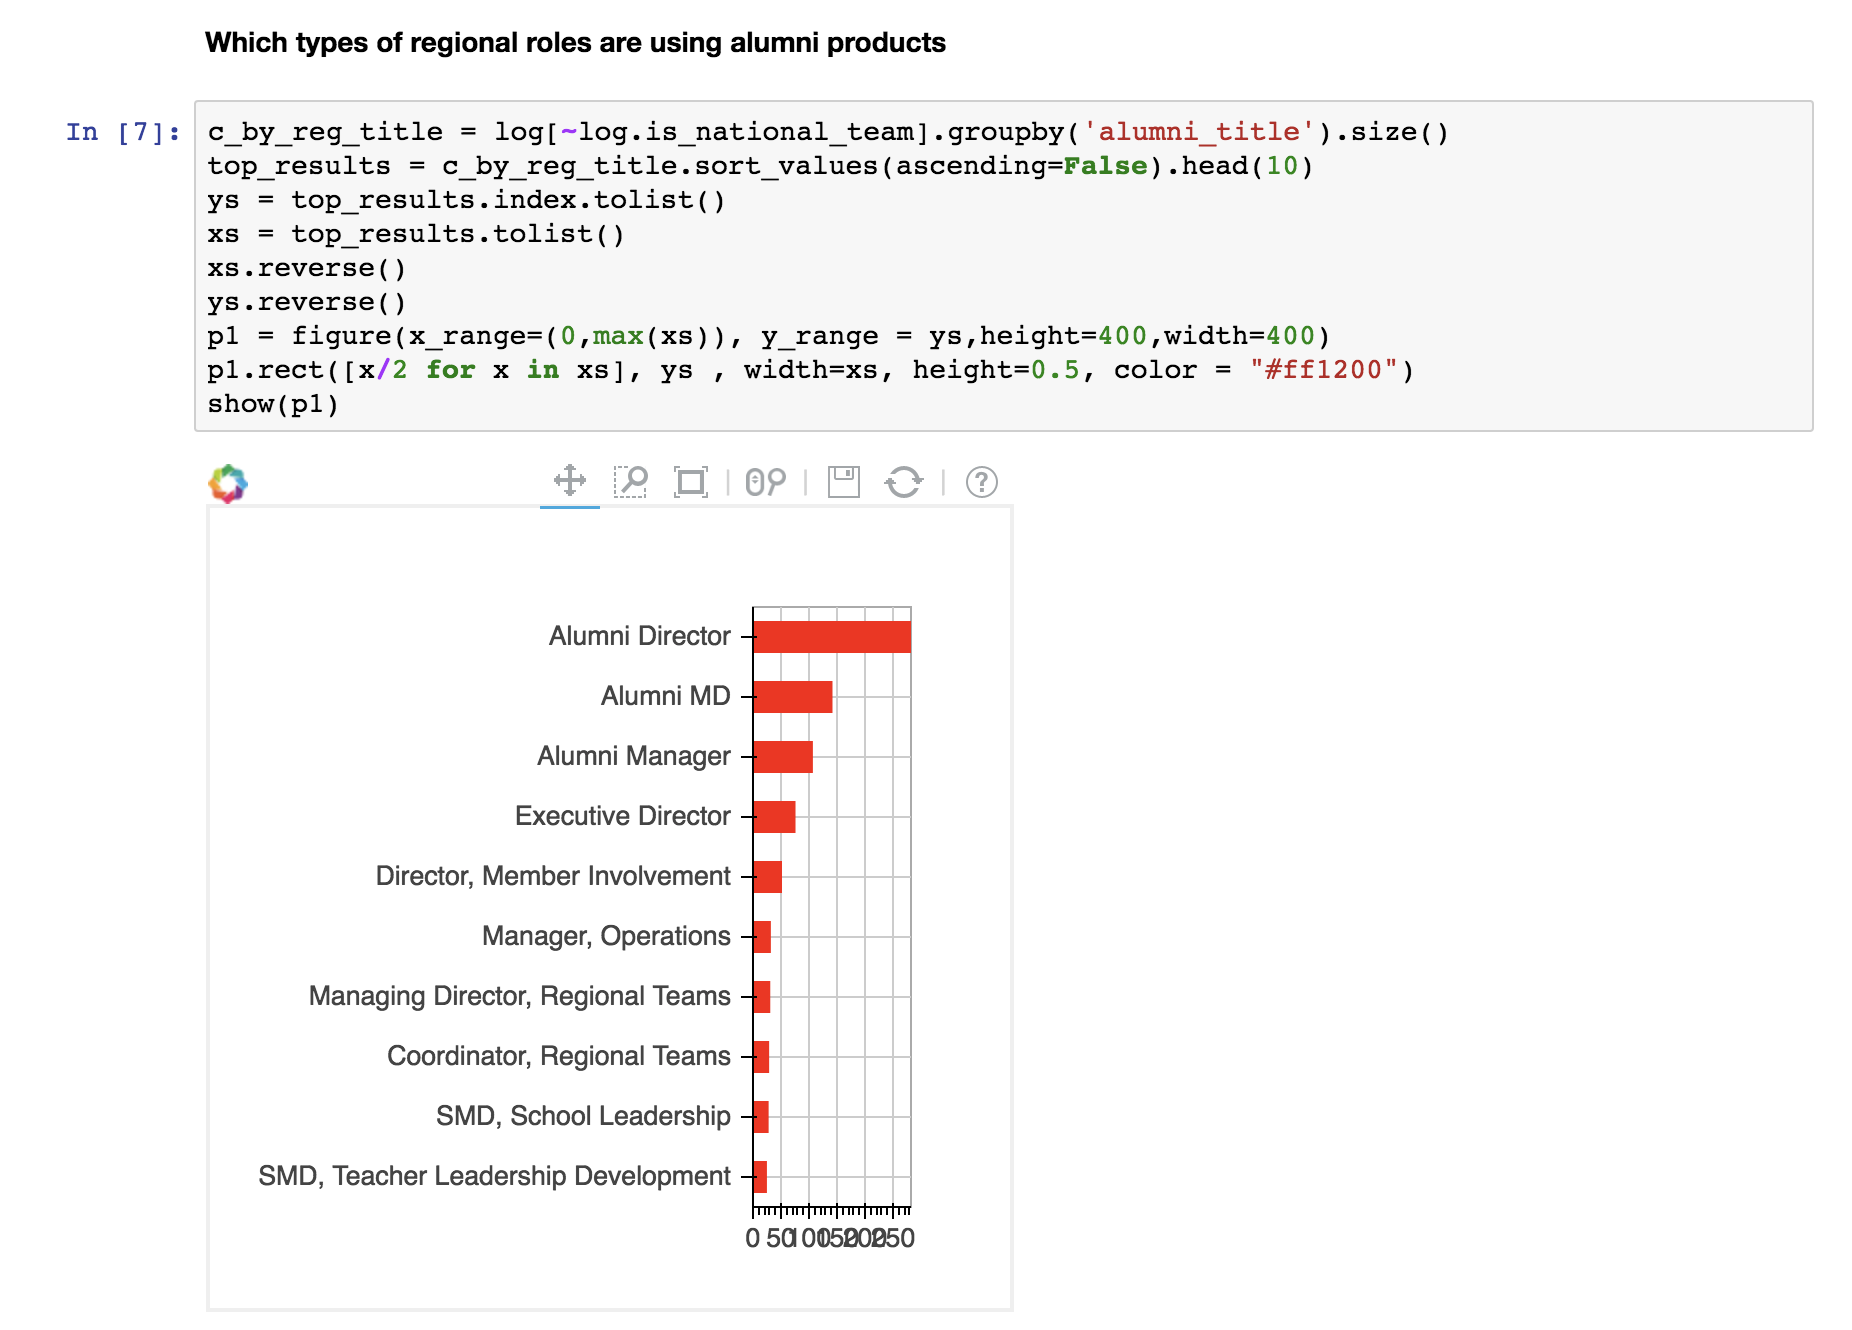 Which types of regional roles are using alumni products
In [7]:
c_by_reg_title = log[~log.is_national_team].groupby('alumni_title').size()
top_results = c_by_reg_title.sort_values(ascending=False).head(10)
ys = top_results.index.tolist()
xs = top_results.tolist()
xs.reverse()
ys.reverse()
p1 = figure(x_range=(0,max(xs)), y_range = ys,height=400,width=400)
p1.rect([x/2 for x in xs], ys , width=xs, height=0.5, color = "#ff1200")
show(p1)
?
Alumni Director
Alumni MD
Alumni Manager
Executive Director
Director, Member Involvement
Manager, Operations
Managing Director, Regional Teams
Coordinator, Regional Teams
SMD, School Leadership
SMD, Teacher Leadership Development
0 50 100 150 200 250